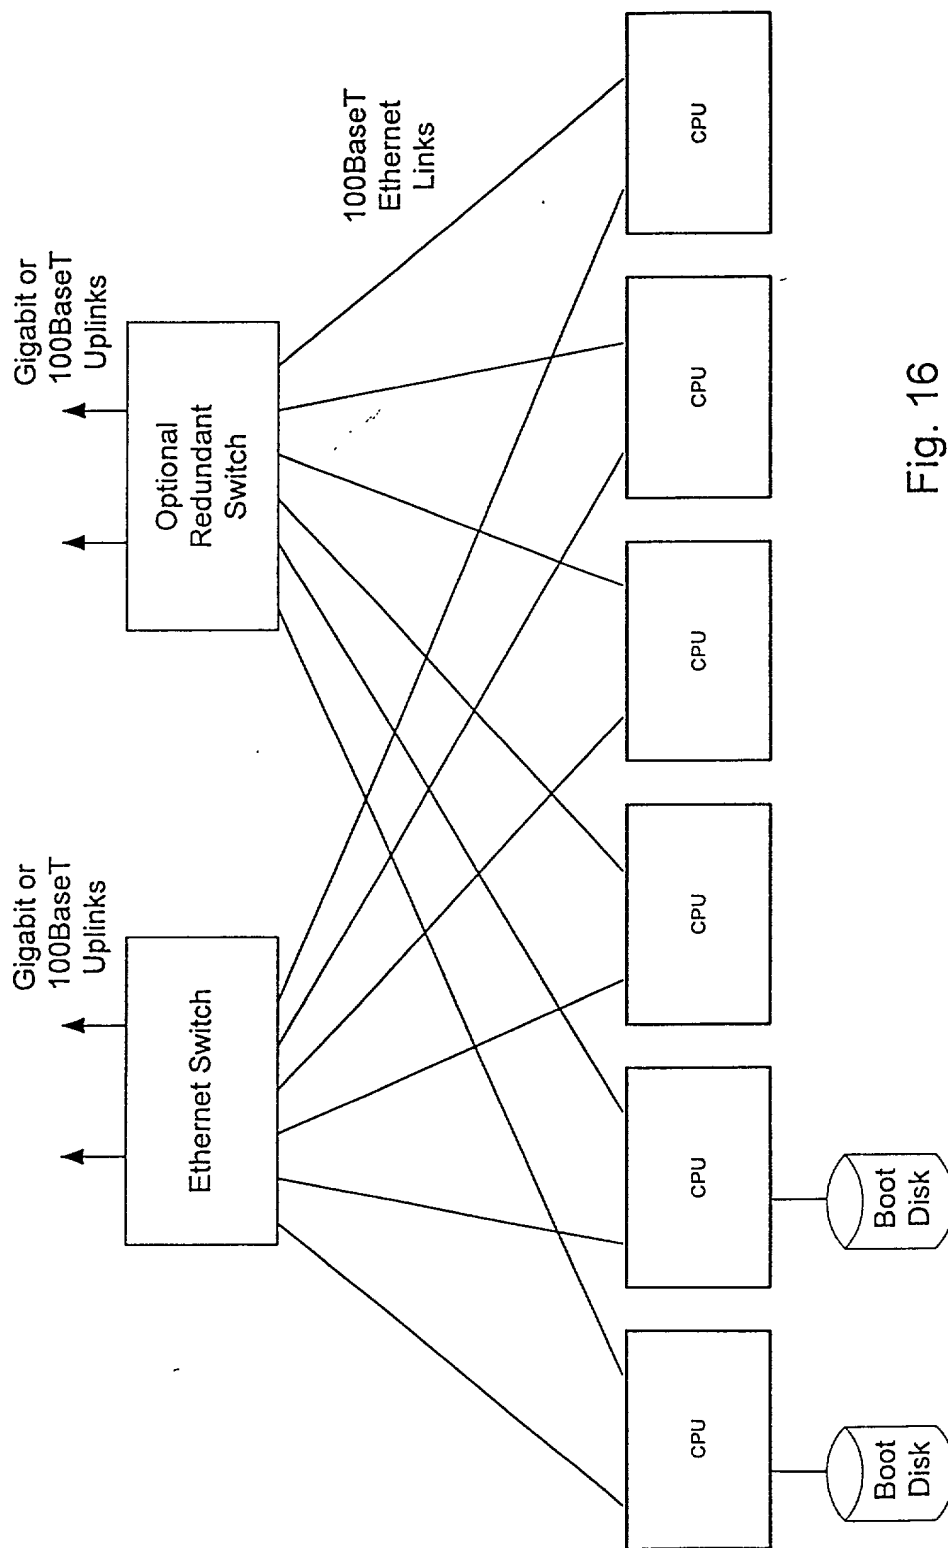 Gigabit or
100BaseT
Uplinks
Gigabit or
100BaseT
Uplinks
Ethernet Switch
Optional
Redundant
Switch
100BaseT
Ethernet
Links
CPU
CPU
CPU
CPU
CPU
CPU
Boot
Disk
Boot
Disk
Fig. 16